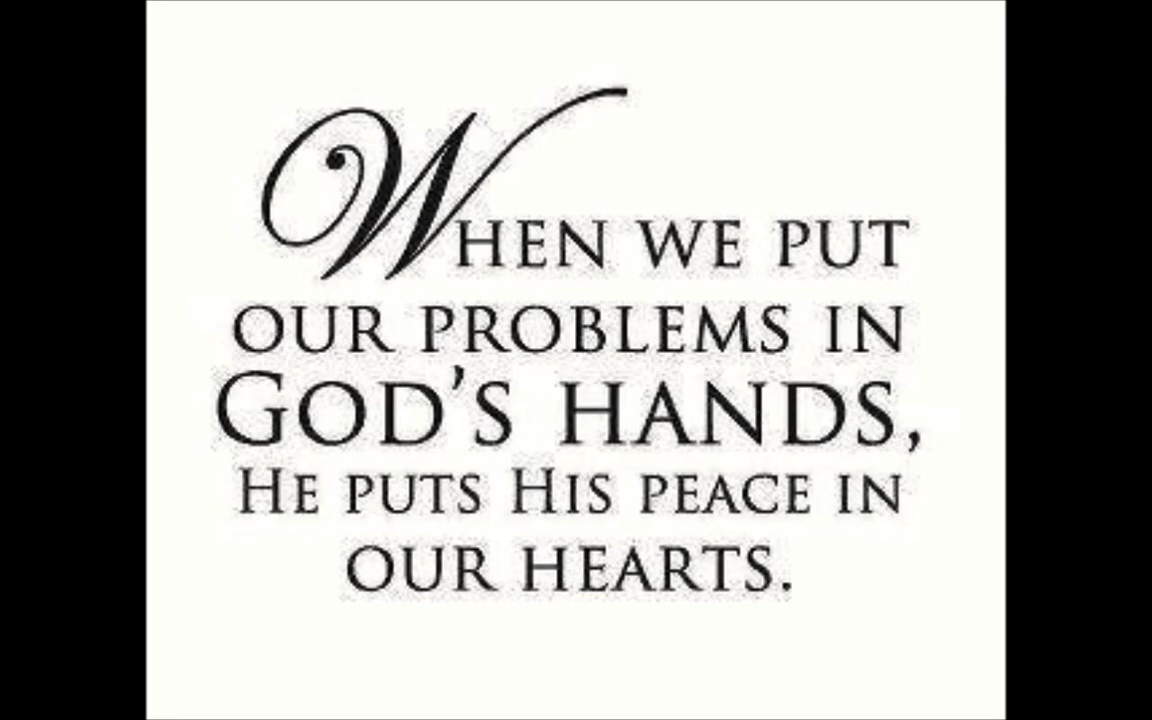 When we put
our problems in
God's hands,
He puts His peace in
our hearts.